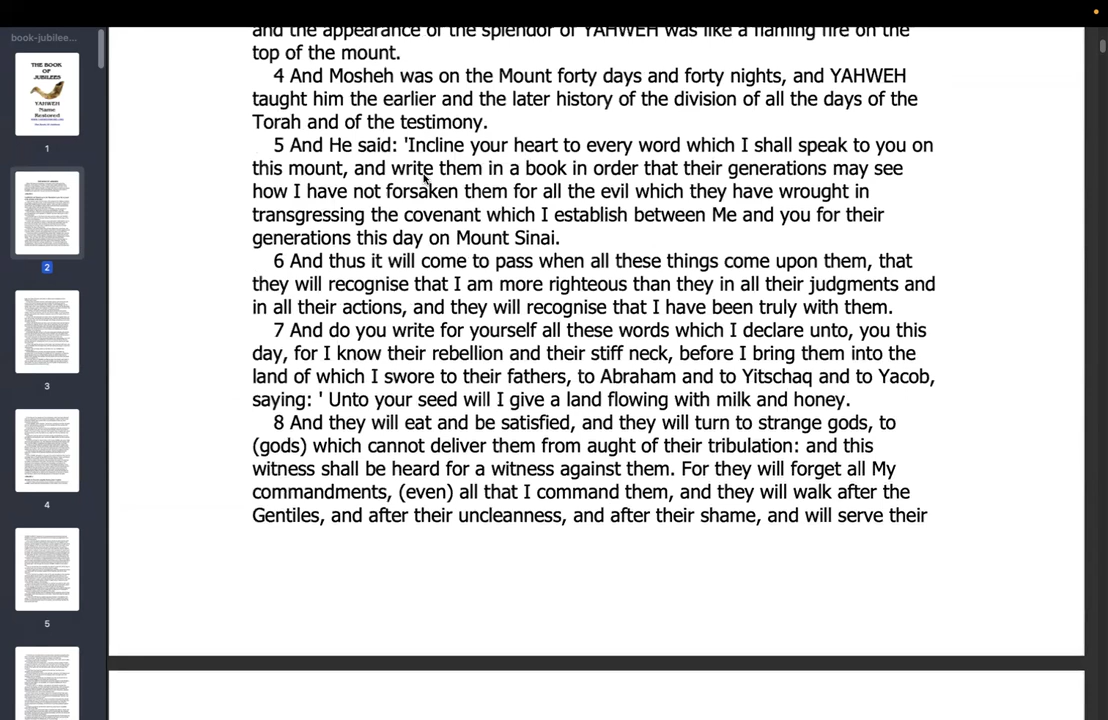 book-jubilee...
THE BOOK
OF
JUBILEES
YAHWEH
Name
Restored
1
2
3
4
5
and the appearance of the splendor of YAHWEH was like a flaming fire on the
top of the mount.
4 And Mosheh was on the Mount forty days and forty nights, and YAHWEH
taught him the earlier and the later history of the division of all the days of the
Torah and of the testimony.
5 And He said: 'Incline your heart to every word which I shall speak to you on
this mount, and write them in a book in order that their generations may see
how I have not forsaken them for all the evil which they have wrought in
transgressing the covenant which I establish between Me and you for their
generations this day on Mount Sinai.
6 And thus it will come to pass when all these things come upon them, that
they will recognise that I am more righteous than they in all their judgments and
in all their actions, and they will recognise that I have been truly with them.
7 And do you write for yourself all these words which I declare unto, you this
day, for I know their rebellion and their stiff neck, before I bring them into the
land of which I swore to their fathers, to Abraham and to Yitschaq and to Yacob,
saying: ' Unto your seed will I give a land flowing with milk and honey.
8 And they will eat and be satisfied, and they will turn to strange gods, to
(gods) which cannot deliver them from aught of their tribulation: and this
witness shall be heard for a witness against them. For they will forget all My
commandments, (even) all that I command them, and they will walk after the
Gentiles, and after their uncleanness, and after their shame, and will serve their